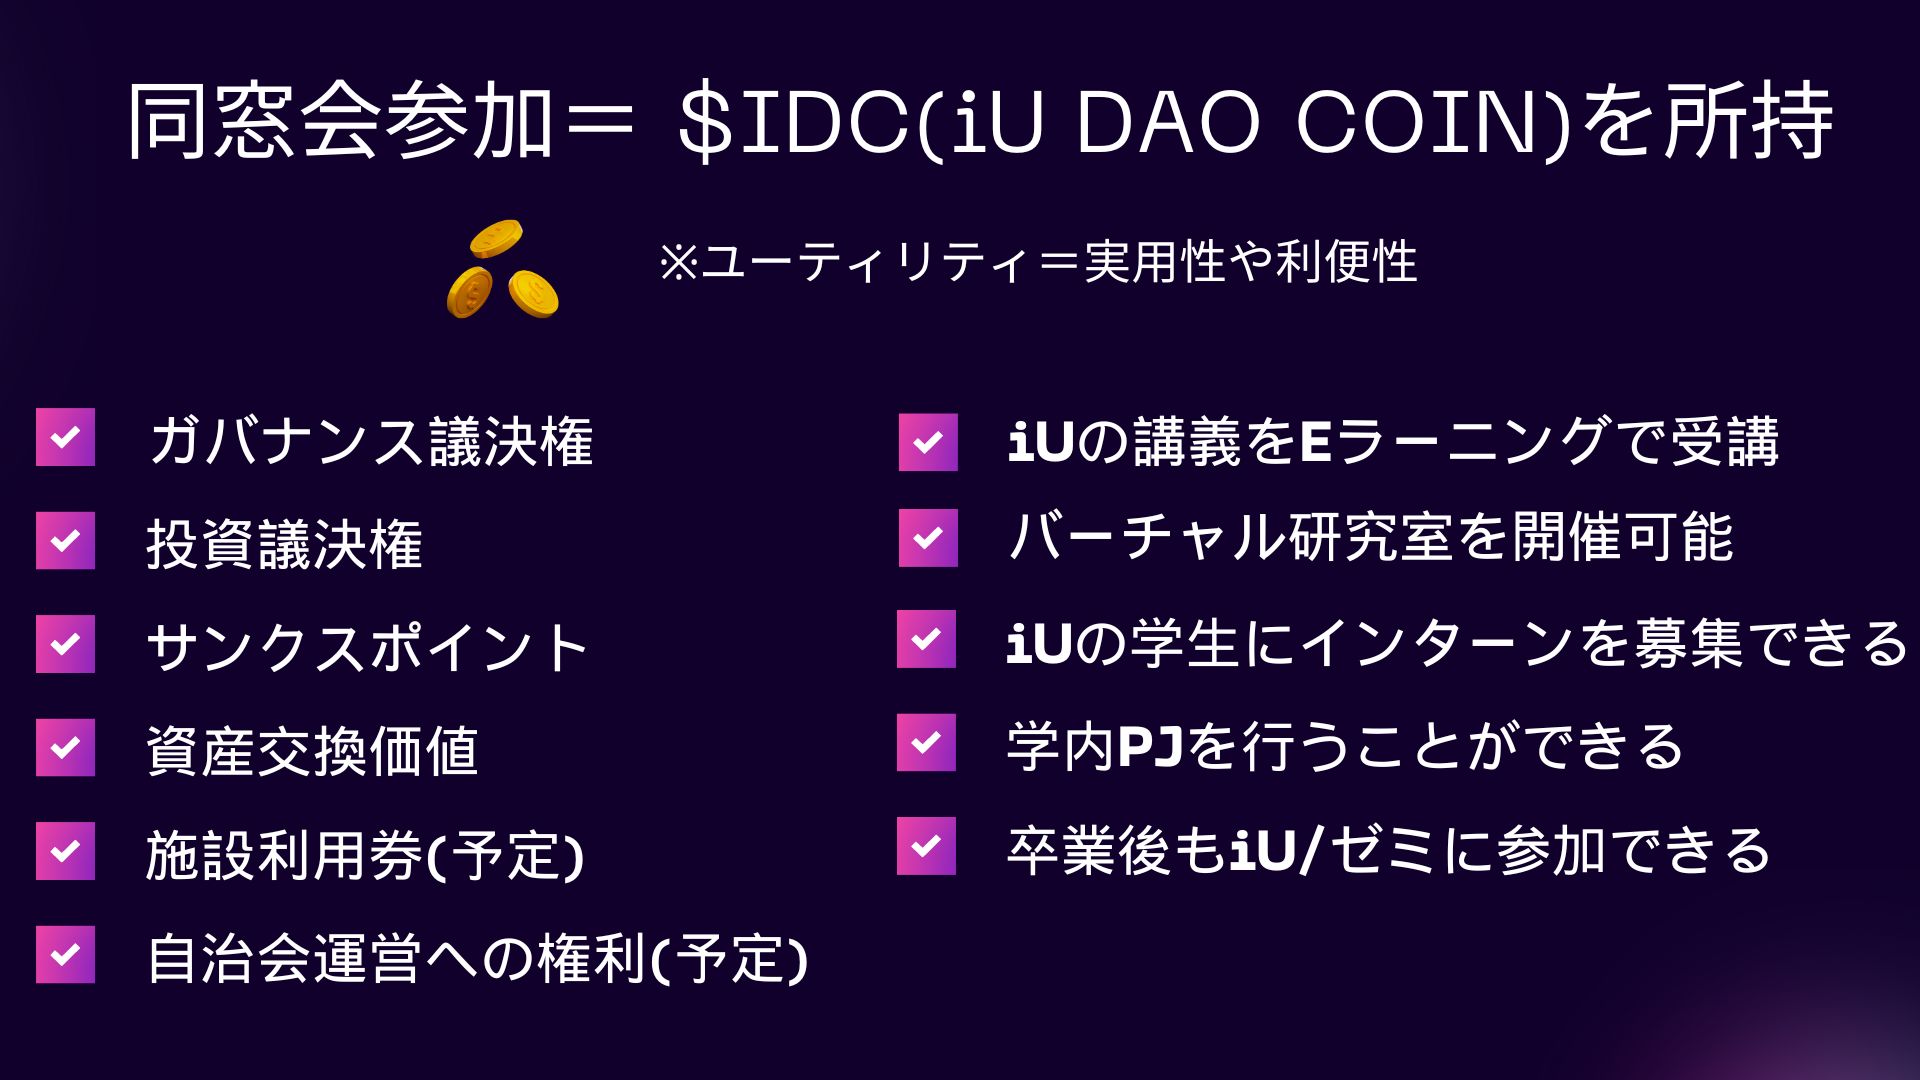 同窓会参加＝ $IDC(iU DAO COIN)を所持
※ユーティリティ＝実用性や利便性
ガバナンス議決権
投資議決権
サンクスポイント
資産交換価値
施設利用券(予定)
自治会運営への権利(予定)
iUの講義をEラーニングで受講
バーチャル研究室を開催可能
iUの学生にインターンを募集できる
学内PJを行うことができる
卒業後もiU/ゼミに参加できる